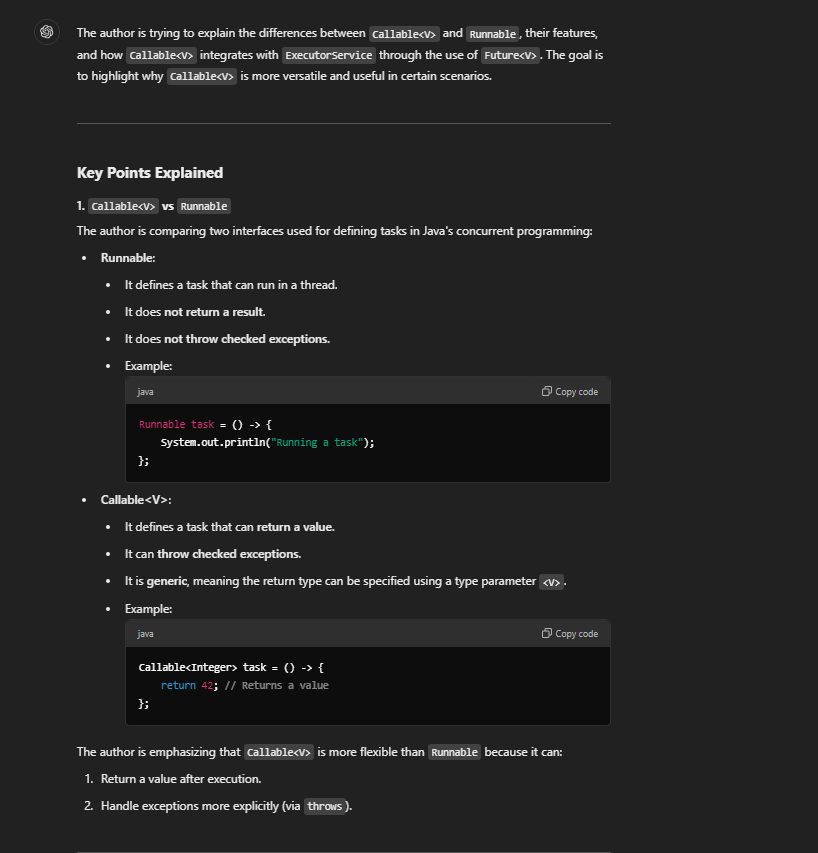 The author is trying to explain the differences between Callable<V> and Runnable, their features,
and how Callable<V> integrates with ExecutorService through the use of Future<V>. The goal is
to highlight why Callable<V> is more versatile and useful in certain scenarios.
Key Points Explained
1. Callable<V> vs Runnable
The author is comparing two interfaces used for defining tasks in Java's concurrent programming:
• Runnable:
• It defines a task that can run in a thread.
• It does not return a result.
• It does not throw checked exceptions.
• Example:
java Copy code
Runnable task = () -> {
System.out.println("Running a task");
};
• Callable<V>:
• It defines a task that can return a value.
• It can throw checked exceptions.
• It is generic, meaning the return type can be specified using a type parameter <V>.
• Example:
java Copy code
Callable<Integer> task = () -> {
return 42; // Returns a value
};
The author is emphasizing that Callable<V> is more flexible than Runnable because it can:
1. Return a value after execution.
2. Handle exceptions more explicitly (via throws).